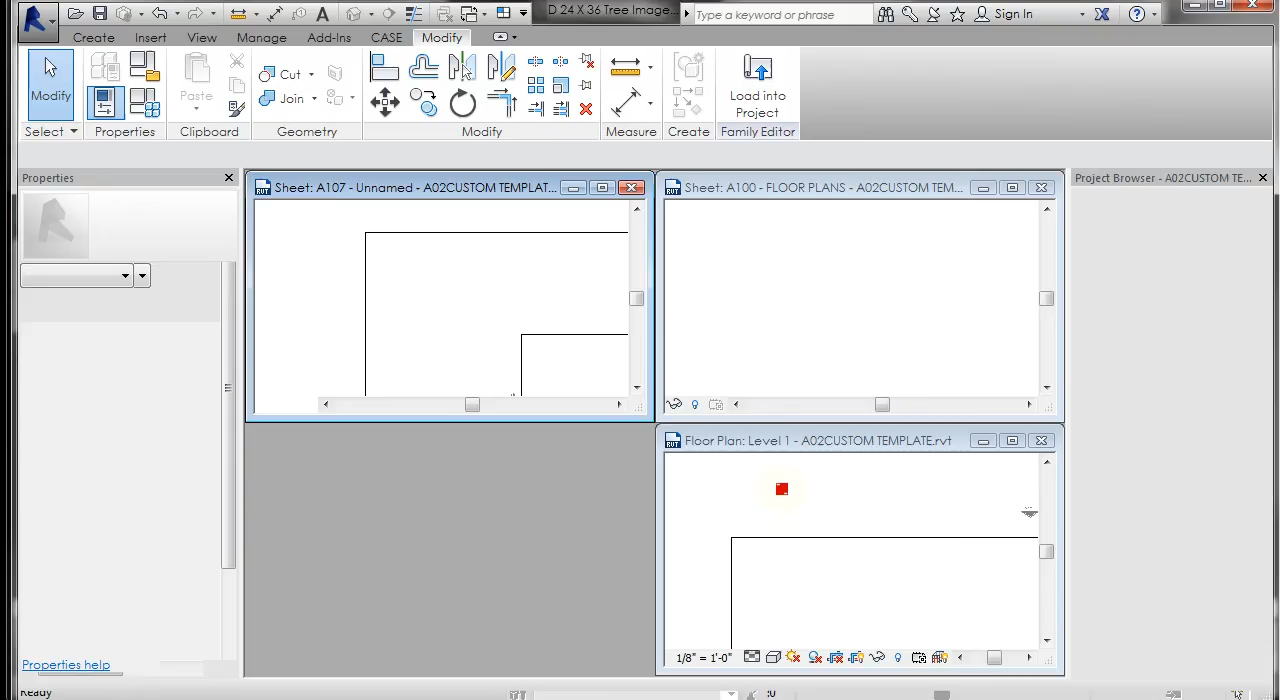 D 24 X 36 Tree Image...
Type a keyword or phrase
Sign In
Create Insert View Manage Add-Ins CASE Modify
Modify
Cut
Join
Paste
Load into
Project
Select Properties Clipboard Geometry Modify Measure Create Family Editor
Properties
Sheet: A107 - Unnamed - A02CUSTOM TEMPLAT...
Sheet: A100 - FLOOR PLANS - A02CUSTOM TEM...
Project Browser - A02CUSTOM TE...
Floor Plan: Level 1 - A02CUSTOM TEMPLATE.rvt
1/8" = 1'-0"
Properties help
Ready
:0